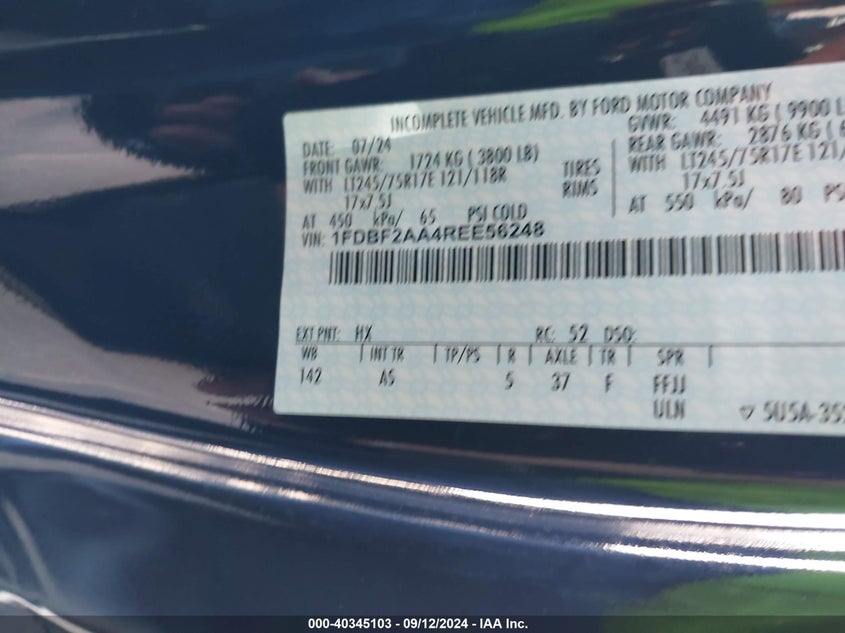 INCOMPLETE VEHICLE MFD. BY FORD MOTOR COMPANY
DATE: 07/24 GVWR: 4491 KG ( 9900 L
FRONT GAWR: 1724 KG ( 3800 LB) REAR GAWR: 2876 KG ( 6
WITH LT245/75R17E 121/118R TIRES WITH LT245/75R17E 121/
17x7.5J RIMS 17x7.5J
AT 450 kPa/ 65 PSI COLD AT 550 kPa/ 80 PS
VIN: 1FDBF2AA4REE56248
EXT PNT: HX RC: 52 DSO:
WB | INT TR | TP/PS | R | AXLE | TR | SPR |
142 A5 5 37 F FFJJ
ULN ▽ 5U5A-35
000-40345103 - 09/12/2024 - IAA Inc.